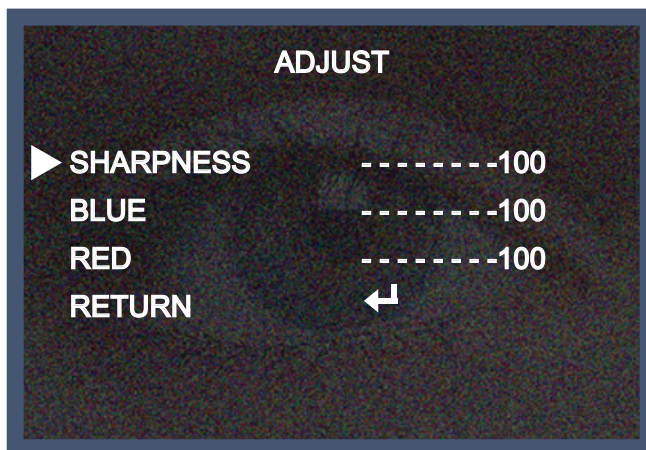 ADJUST
SHARPNESS --------100
BLUE --------100
RED --------100
RETURN ↵